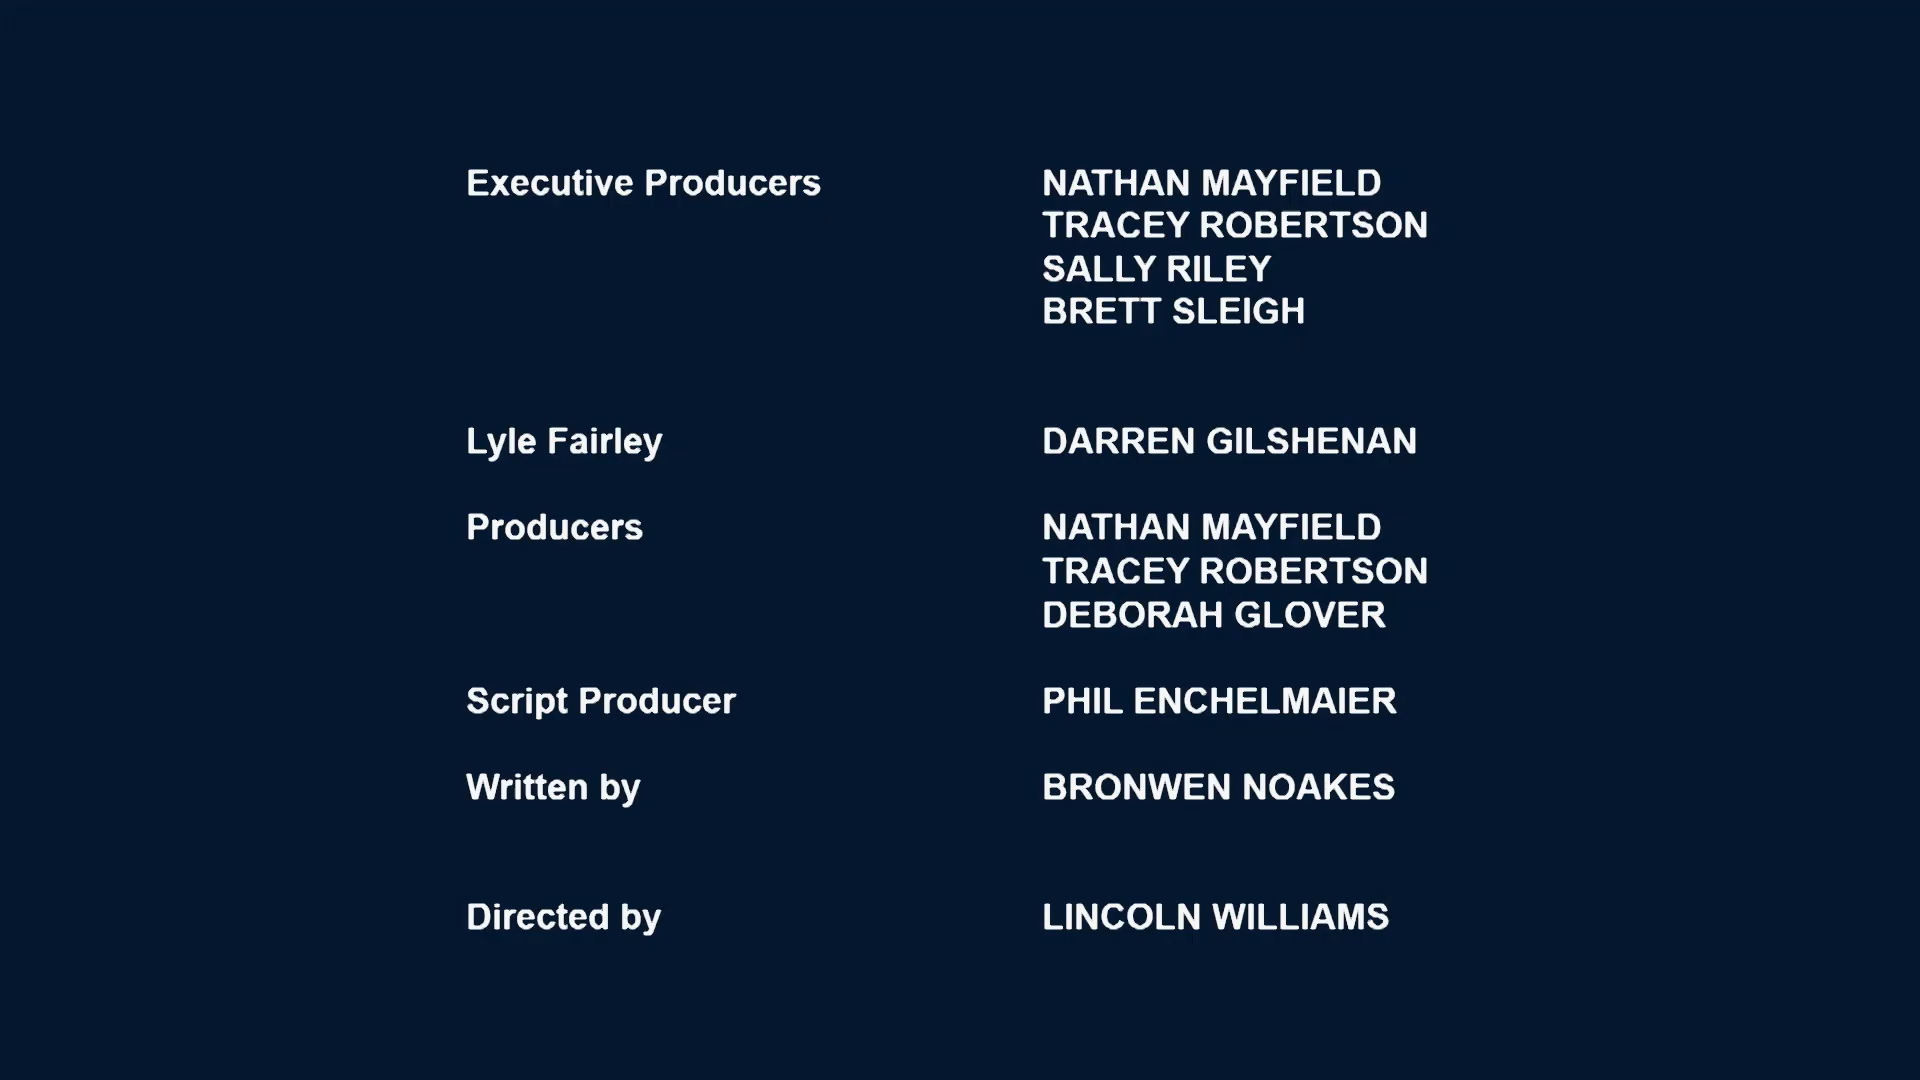 Executive Producers NATHAN MAYFIELD
TRACEY ROBERTSON
SALLY RILEY
BRETT SLEIGH
Lyle Fairley DARREN GILSHENAN
Producers NATHAN MAYFIELD
TRACEY ROBERTSON
DEBORAH GLOVER
Script Producer PHIL ENCHELMAIER
Written by BRONWEN NOAKES
Directed by LINCOLN WILLIAMS